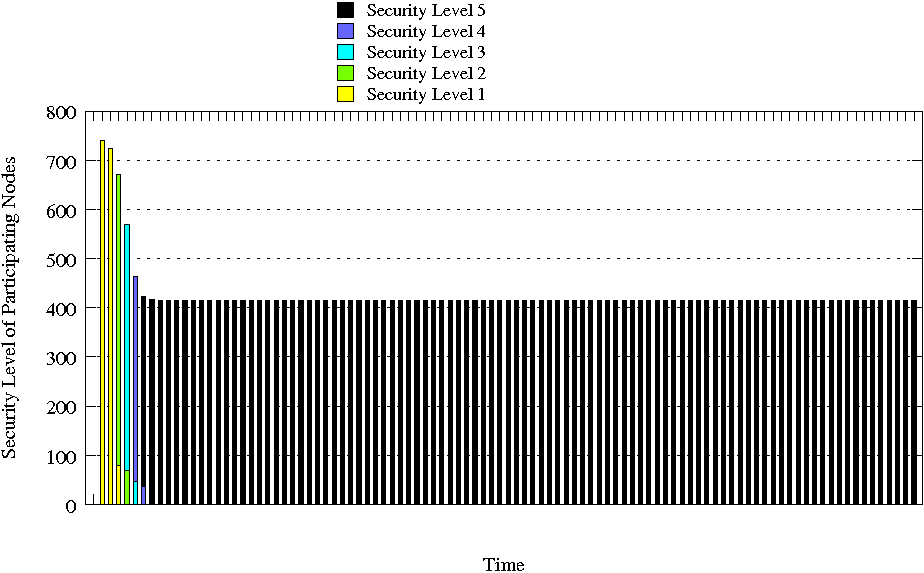 Security Level 5
Security Level 4
Security Level 3
Security Level 2
Security Level 1
800
700
600
500
400
300
200
100
0
Security Level of Participating Nodes
Time